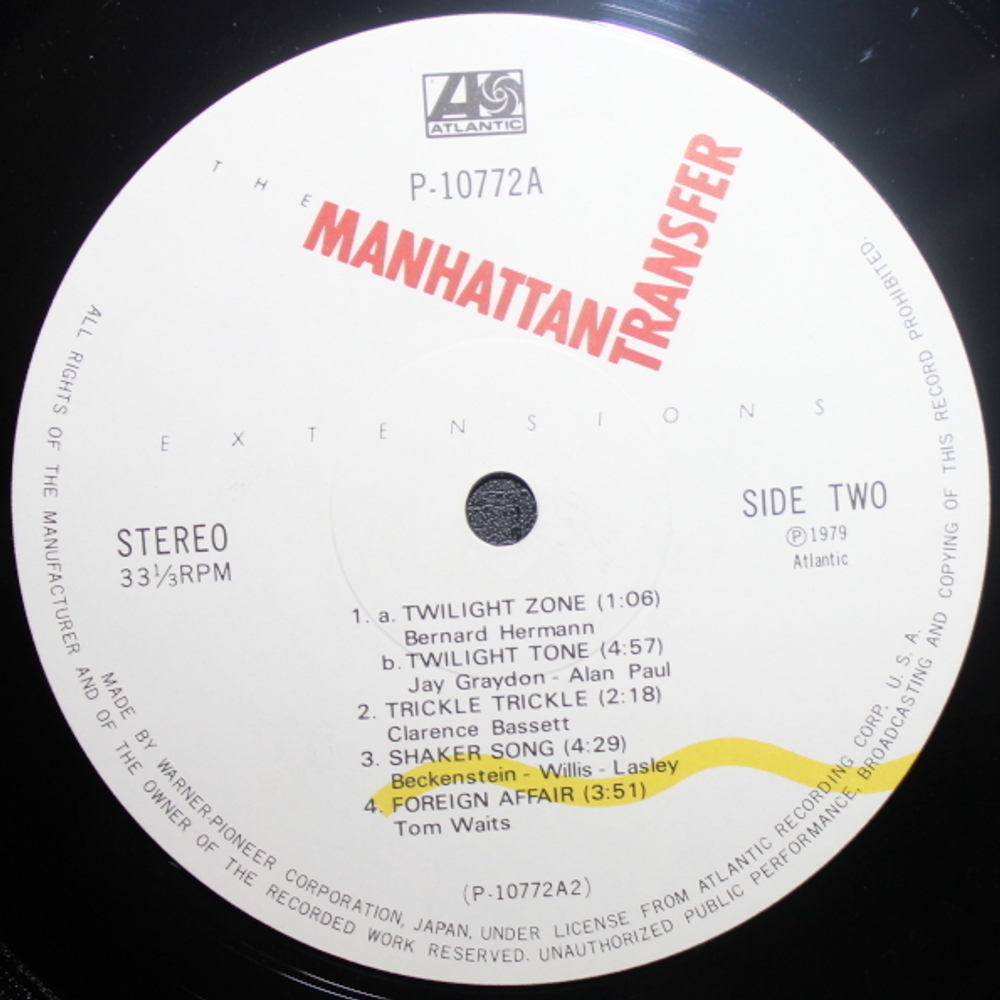 ATLANTIC
P-10772A
THE
MANHATTAN
TRANSFER
EXTENSIONS
STEREO
33⅓RPM
SIDE TWO
Ⓟ1979
Atlantic
1. a. TWILIGHT ZONE (1:06)
Bernard Hermann
b. TWILIGHT TONE (4:57)
Jay Graydon - Alan Paul
2. TRICKLE TRICKLE (2:18)
Clarence Bassett
3. SHAKER SONG (4:29)
Beckenstein - Willis - Lasley
4. FOREIGN AFFAIR (3:51)
Tom Waits
(P-10772A2)
MADE BY WARNER-PIONEER CORPORATION, JAPAN, UNDER LICENSE FROM ATLANTIC RECORDING CORP. U. S. A.
ALL RIGHTS OF THE MANUFACTURER AND OF THE OWNER OF THE RECORDED WORK RESERVED. UNAUTHORIZED PUBLIC PERFORMANCE, BROADCASTING AND COPYING OF THIS RECORD PROHIBITED.